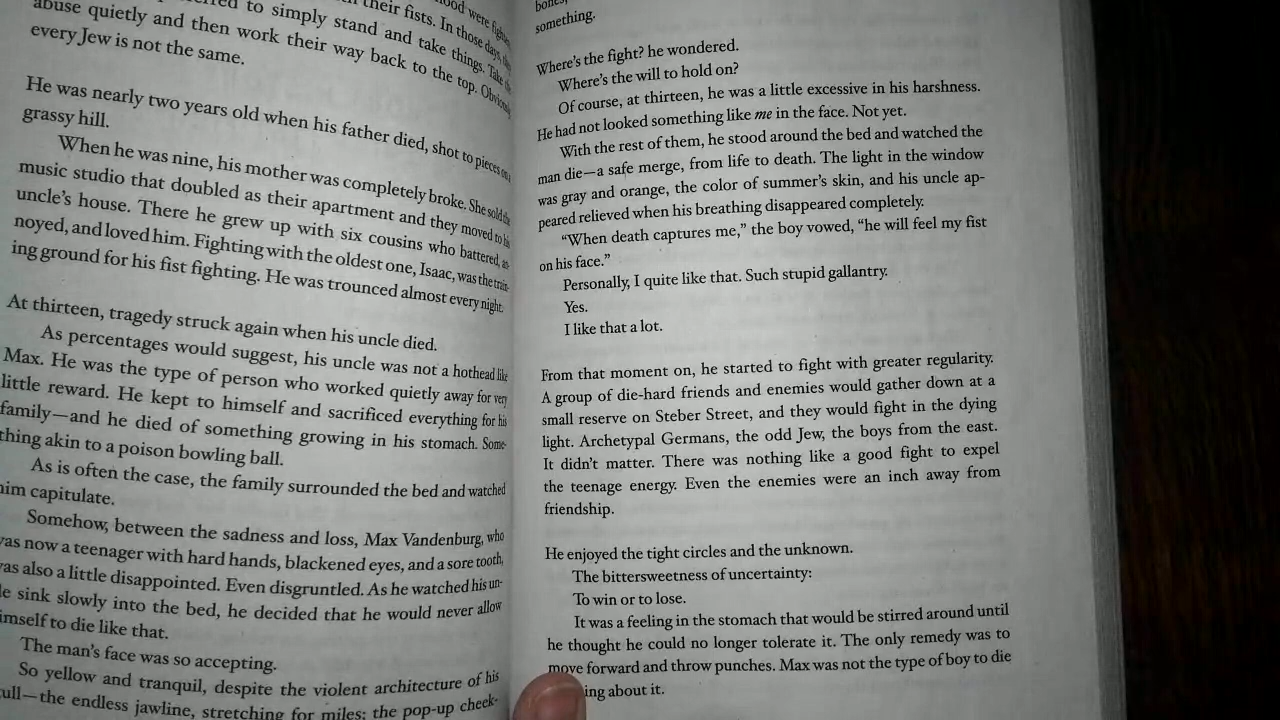 ood were fightin
rred to simply stand and take things. Take the
their fists. In those days, they
abuse quietly and then work their way back to the top. Obviously
every Jew is not the same.
He was nearly two years old when his father died, shot to pieces on a
grassy hill.
When he was nine, his mother was completely broke. She sold the
music studio that doubled as their apartment and they moved to his
uncle's house. There he grew up with six cousins who battered, an-
noyed, and loved him. Fighting with the oldest one, Isaac, was the train-
ing ground for his fist fighting. He was trounced almost every night.
At thirteen, tragedy struck again when his uncle died.
As percentages would suggest, his uncle was not a hothead like
Max. He was the type of person who worked quietly away for very
little reward. He kept to himself and sacrificed everything for his
family—and he died of something growing in his stomach. Some-
thing akin to a poison bowling ball.
As is often the case, the family surrounded the bed and watched
him capitulate.
Somehow, between the sadness and loss, Max Vandenburg, who
was now a teenager with hard hands, blackened eyes, and a sore tooth,
was also a little disappointed. Even disgruntled. As he watched his un-
le sink slowly into the bed, he decided that he would never allow
imself to die like that.
The man's face was so accepting.
So yellow and tranquil, despite the violent architecture of his
ull—the endless jawline, stretching for miles; the pop-up cheek-
bones,
something.
Where's the fight? he wondered.
Where's the will to hold on?
Of course, at thirteen, he was a little excessive in his harshness.
He had not looked something like me in the face. Not yet.
With the rest of them, he stood around the bed and watched the
man die—a safe merge, from life to death. The light in the window
was gray and orange, the color of summer's skin, and his uncle ap-
peared relieved when his breathing disappeared completely.
"When death captures me," the boy vowed, "he will feel my fist
on his face."
Personally, I quite like that. Such stupid gallantry.
Yes.
I like that a lot.
From that moment on, he started to fight with greater regularity.
A group of die-hard friends and enemies would gather down at a
small reserve on Steber Street, and they would fight in the dying
light. Archetypal Germans, the odd Jew, the boys from the east.
It didn't matter. There was nothing like a good fight to expel
the teenage energy. Even the enemies were an inch away from
friendship.
He enjoyed the tight circles and the unknown.
The bittersweetness of uncertainty:
To win or to lose.
It was a feeling in the stomach that would be stirred around until
he thought he could no longer tolerate it. The only remedy was to
move forward and throw punches. Max was not the type of boy to die
ing about it.